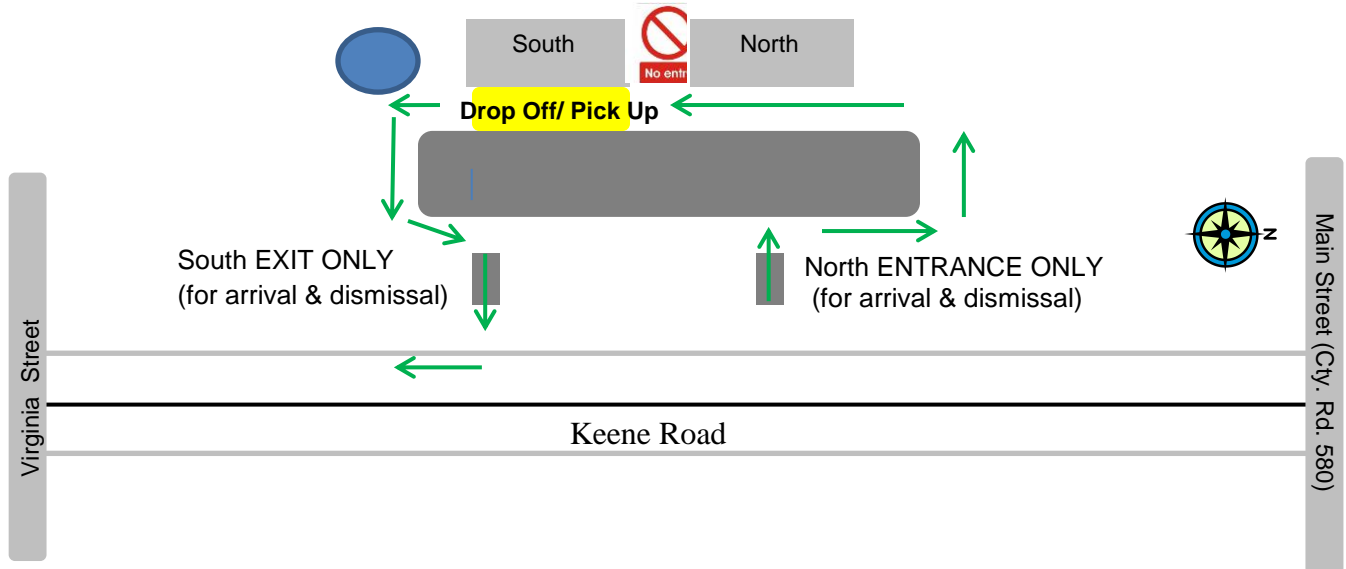 South
North
No entr
Drop Off/ Pick Up
N
South EXIT ONLY
(for arrival & dismissal)
North ENTRANCE ONLY
(for arrival & dismissal)
Virginia Street
Main Street (Cty. Rd. 580)
Keene Road